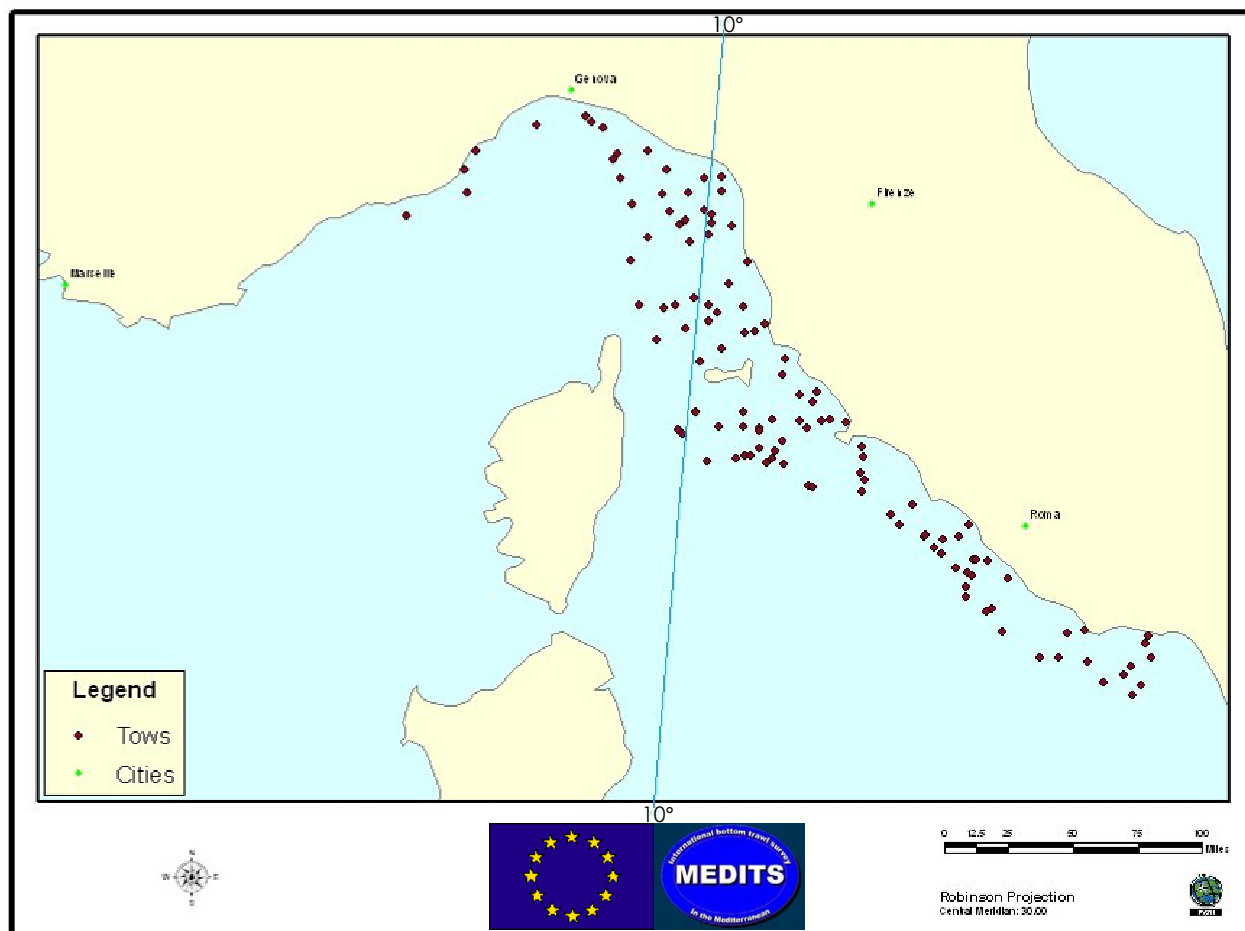 10°
Genova
Firenze
Marseille
Roma
Legend
Tows
Cities
10°
International bottom trawl survey
MEDITS
in the Mediterranean
N
W E
S
0 12.5 25 50 75 100
Miles
Robinson Projection
Central Meridian: 30.00